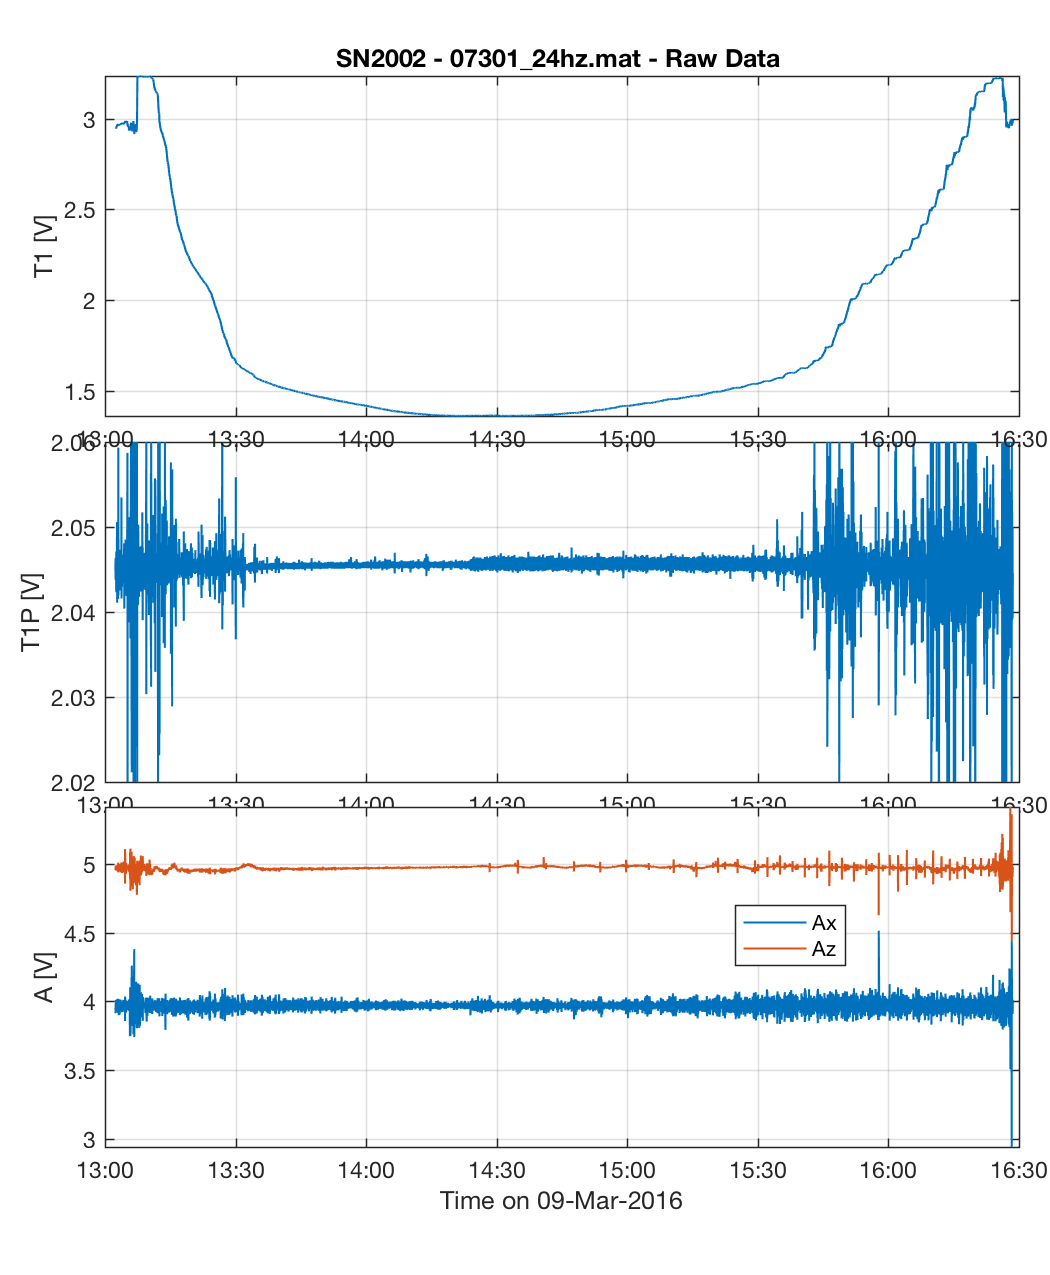 SN2002 - 07301_24hz.mat - Raw Data
3
2.5
2
1.5
T1 [V]
13:00 13:30 14:00 14:30 15:00 15:30 16:00 16:30
2.06
2.05
2.04
2.03
2.02
T1P [V]
13:00 13:30 14:00 14:30 15:00 15:30 16:00 16:30
5
4.5
4
3.5
3
A [V]
Ax
Az
13:00 13:30 14:00 14:30 15:00 15:30 16:00 16:30
Time on 09-Mar-2016